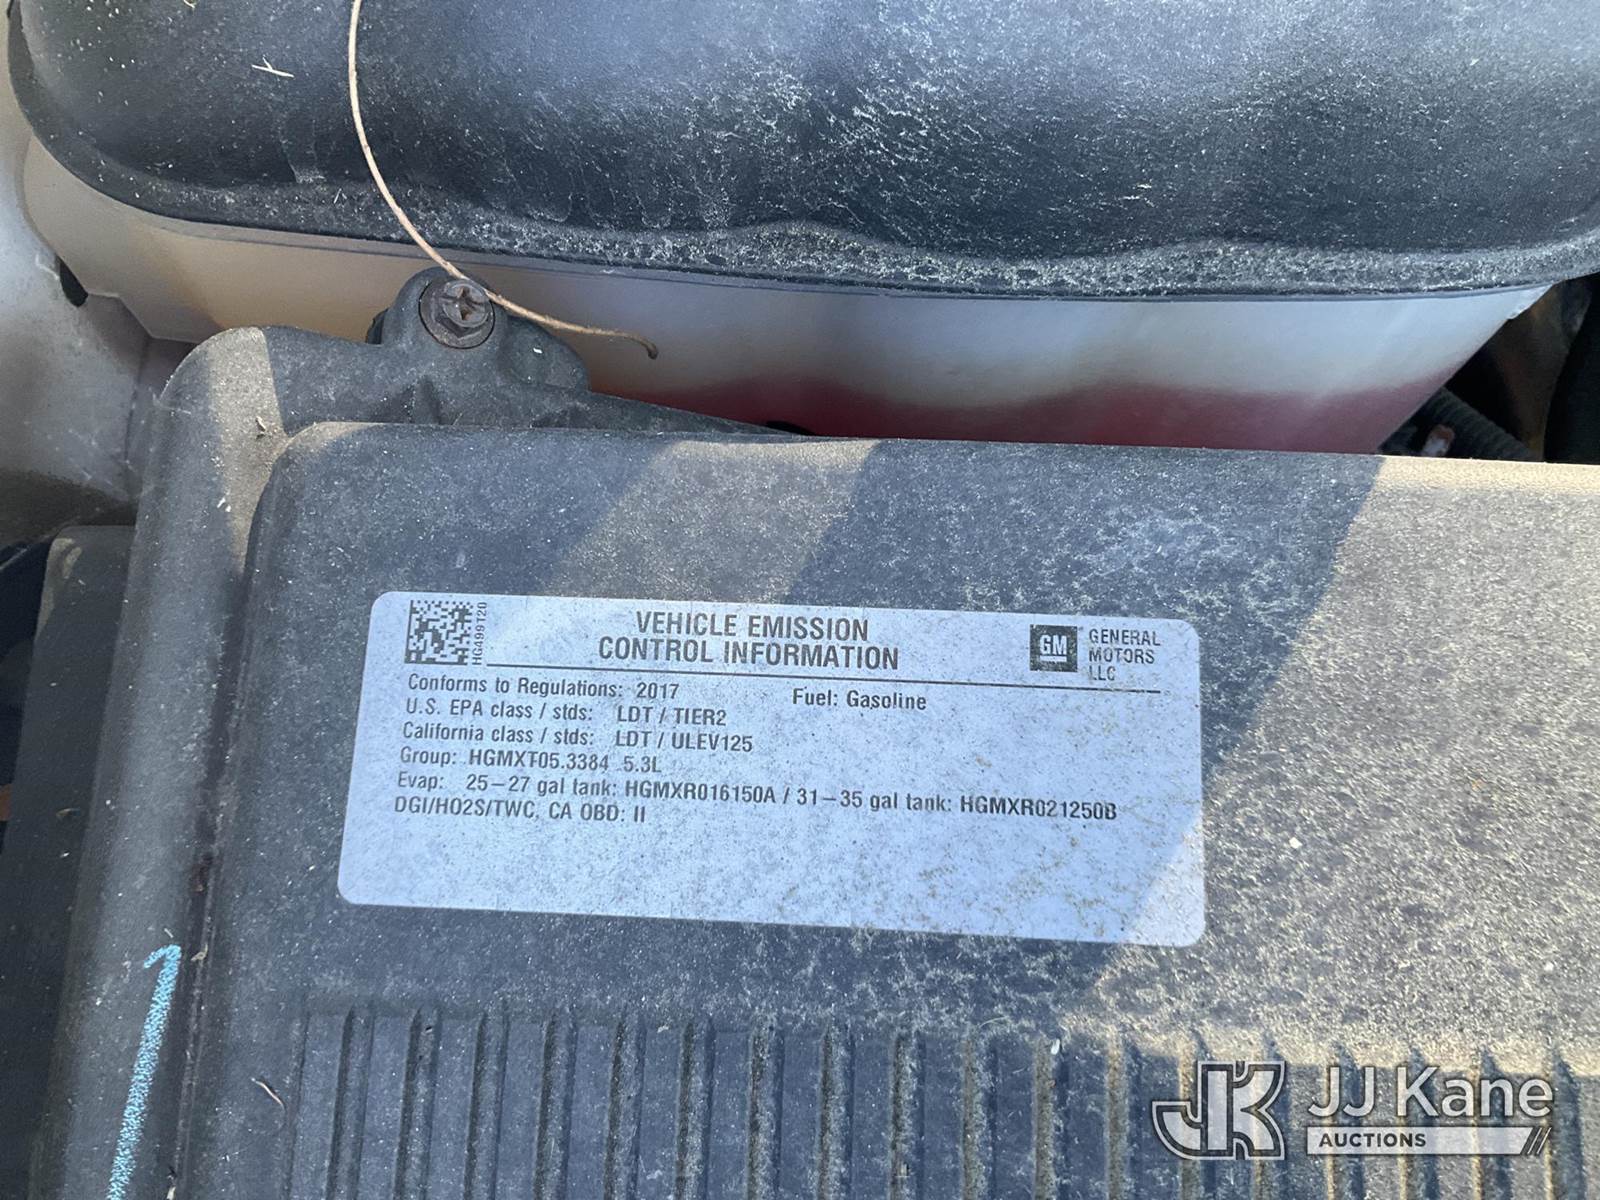 HG499T20
VEHICLE EMISSION
CONTROL INFORMATION
GM
GENERAL
MOTORS
LLC
Conforms to Regulations: 2017 Fuel: Gasoline
U.S. EPA class / stds: LDT / TIER2
California class / stds: LDT / ULEV125
Group: HGMXT05.3384 5.3L
Evap: 25-27 gal tank: HGMXR016150A / 31-35 gal tank: HGMXR021250B
DGI/HO2S/TWC, CA OBD: II
JK JJ Kane
AUCTIONS